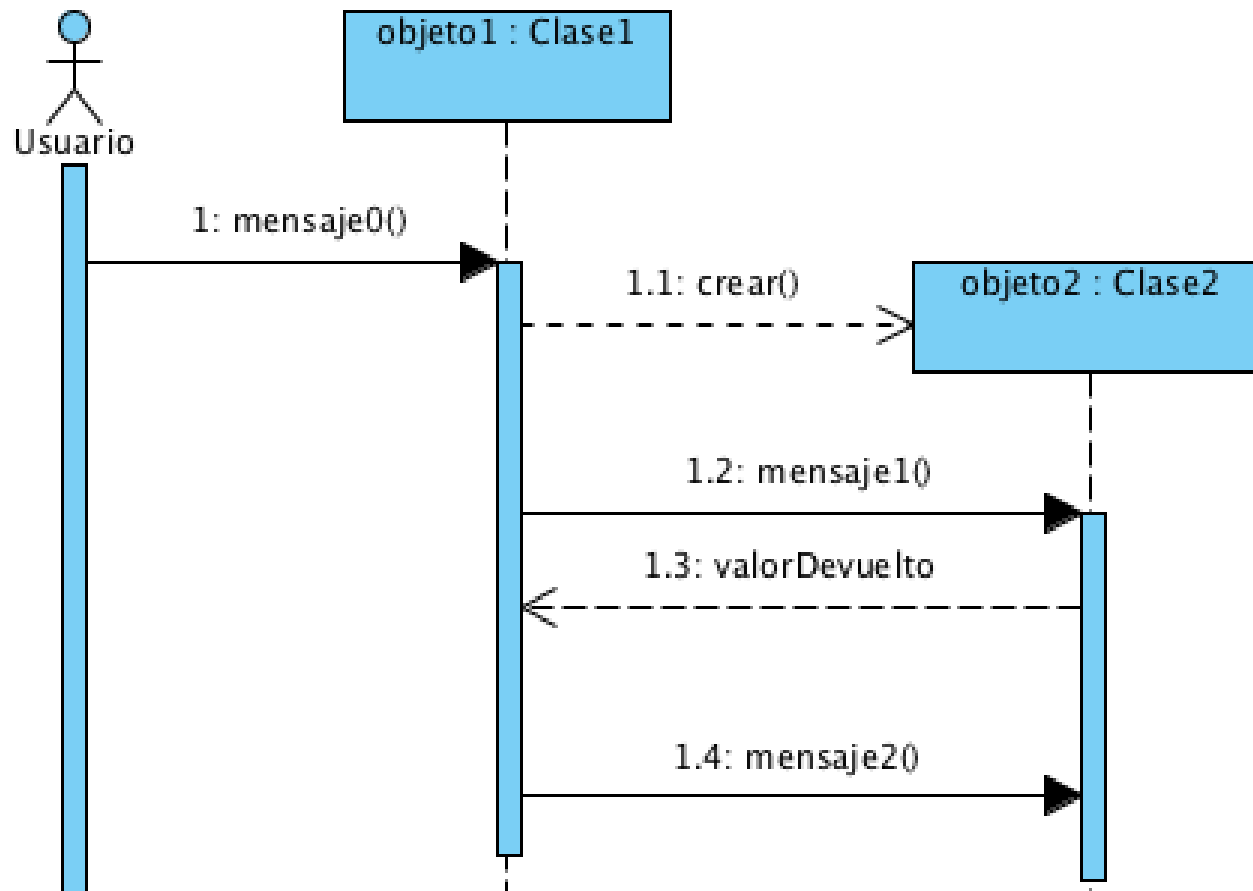 objeto1 : Clase1
Usuario
1: mensaje0()
1.1: crear()
objeto2 : Clase2
1.2: mensaje1()
1.3: valorDevuelto
1.4: mensaje2()